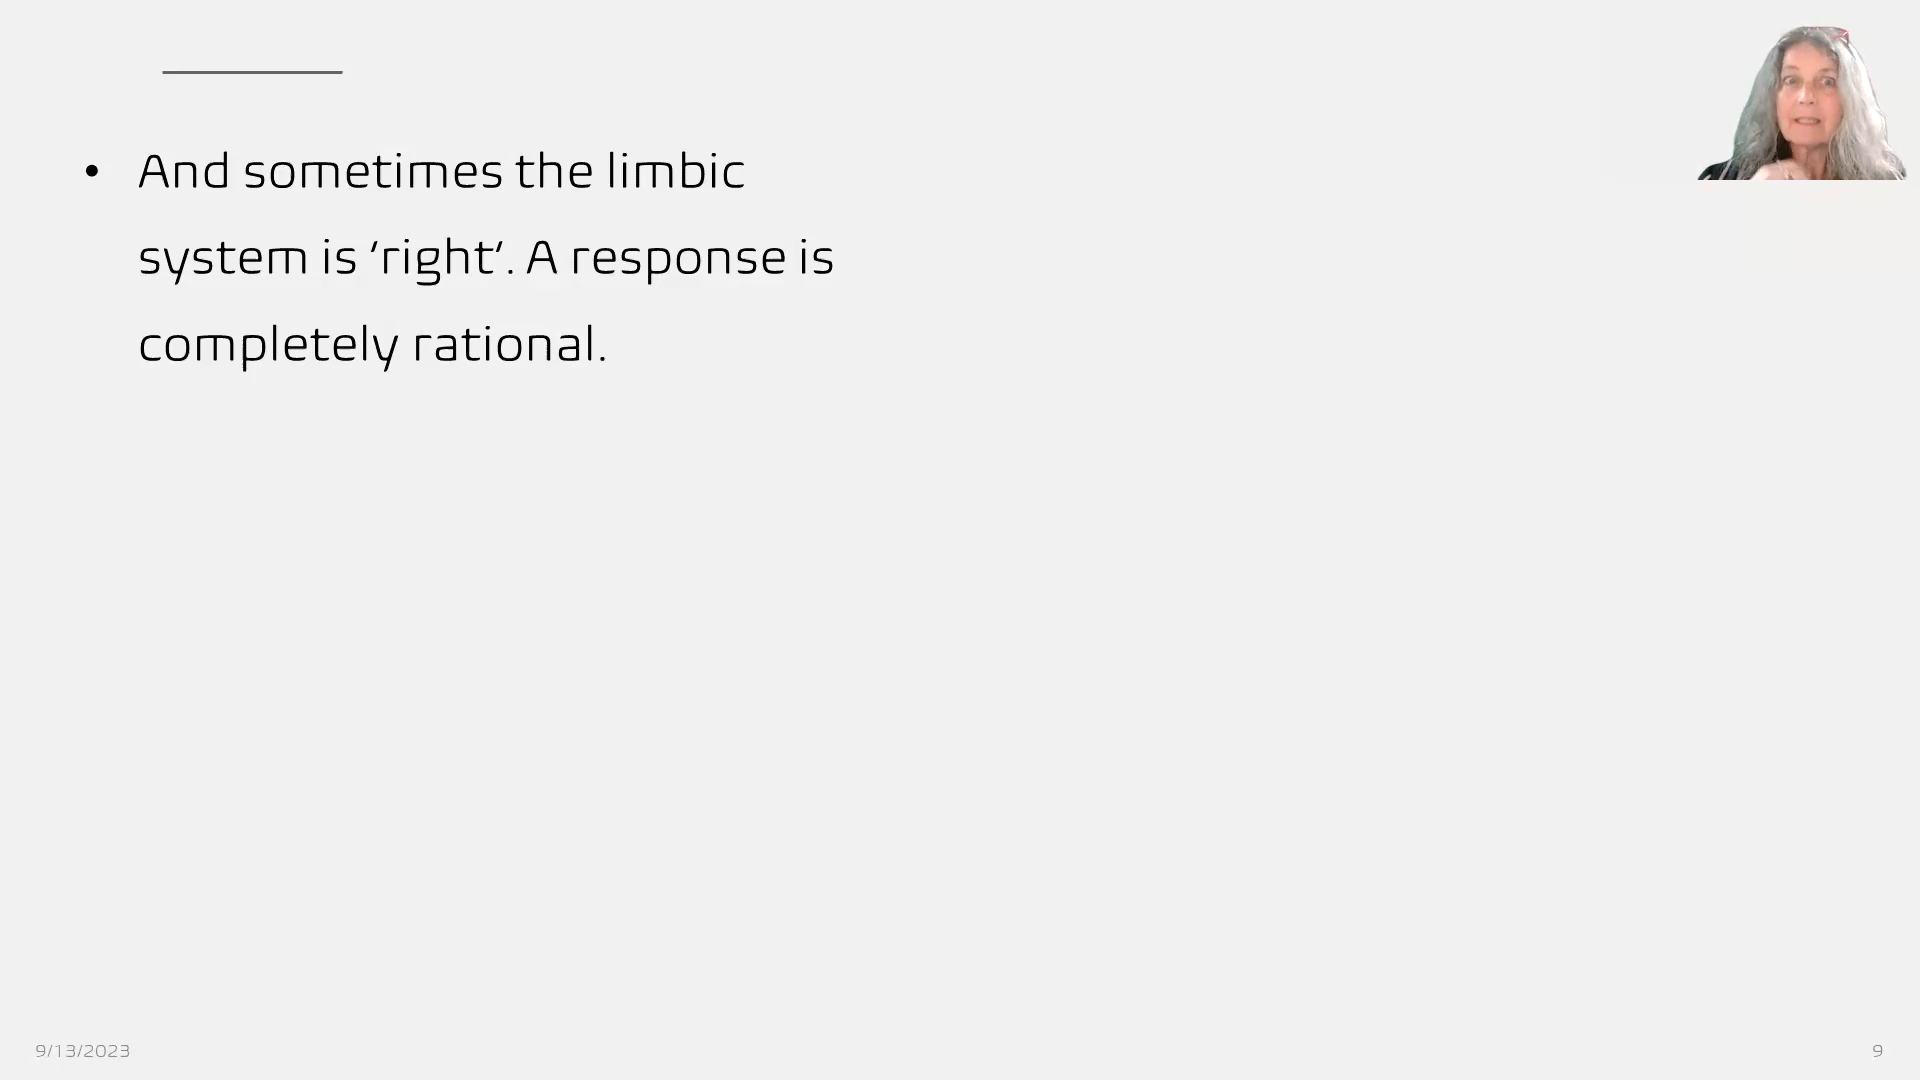 • And sometimes the limbic
system is ‘right’. A response is
completely rational.
9/13/2023
9